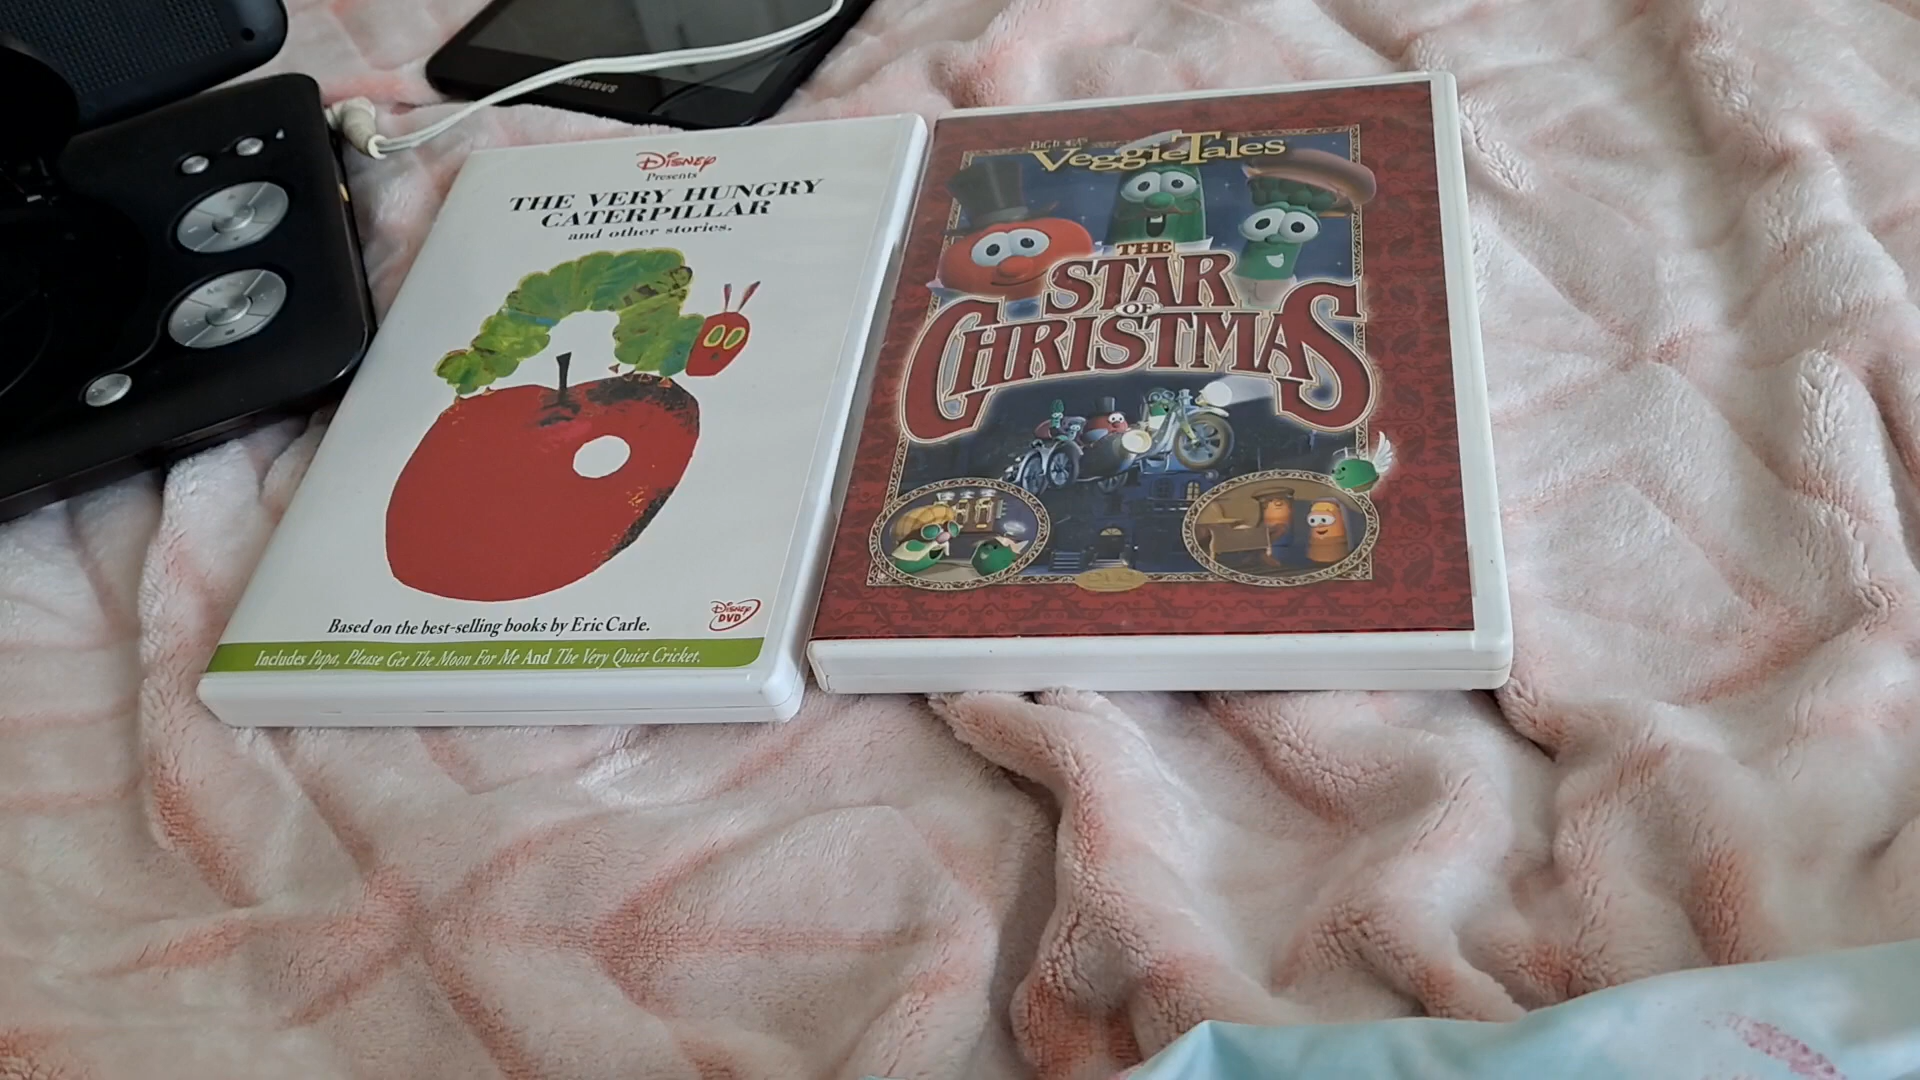 SAMSUNG
Disney
Presents
THE VERY HUNGRY
CATERPILLAR
and other stories.
Based on the best-selling books by Eric Carle.
Disney
DVD
Includes Papa, Please Get The Moon For Me And The Very Quiet Cricket.
VeggieTales
THE
STAR
OF
CHRISTMAS